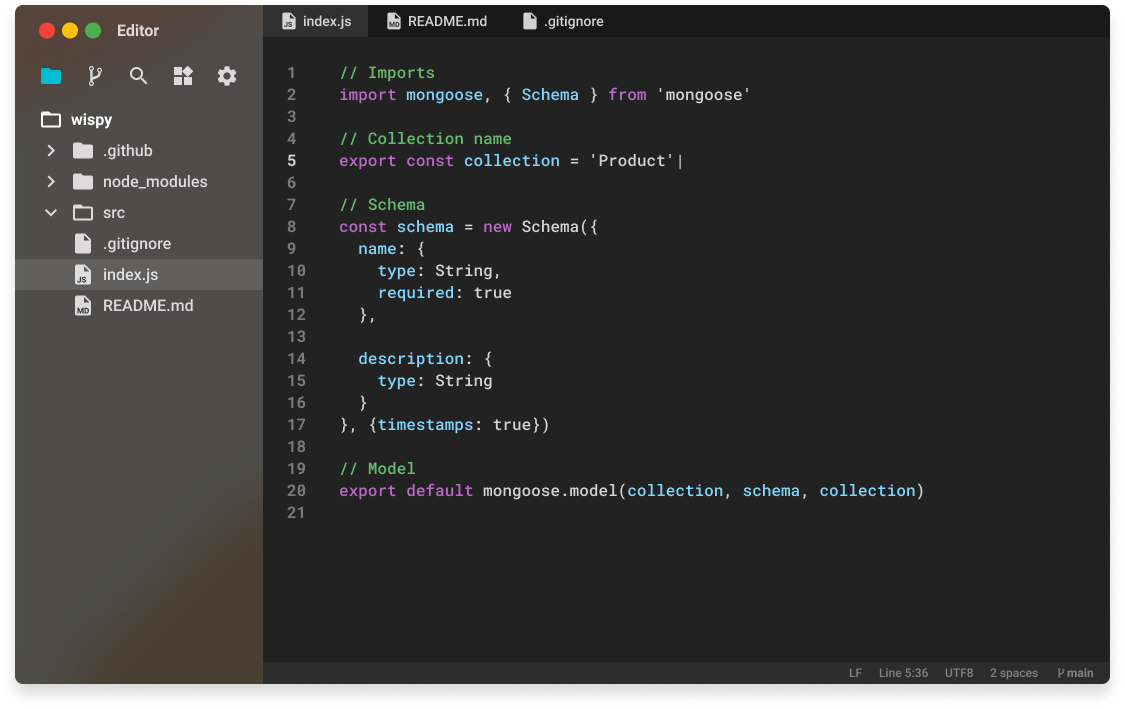 Editor
index.js README.md .gitignore
wispy
.github
node_modules
src
.gitignore
JS index.js
MD README.md
1 // Imports
2 import mongoose, { Schema } from 'mongoose'
3
4 // Collection name
5 export const collection = 'Product'|
6
7 // Schema
8 const schema = new Schema({
9   name: {
10     type: String,
11     required: true
12   },
13
14   description: {
15     type: String
16   }
17 }, {timestamps: true})
18
19 // Model
20 export default mongoose.model(collection, schema, collection)
21
LF Line 5:36 UTF8 2 spaces main